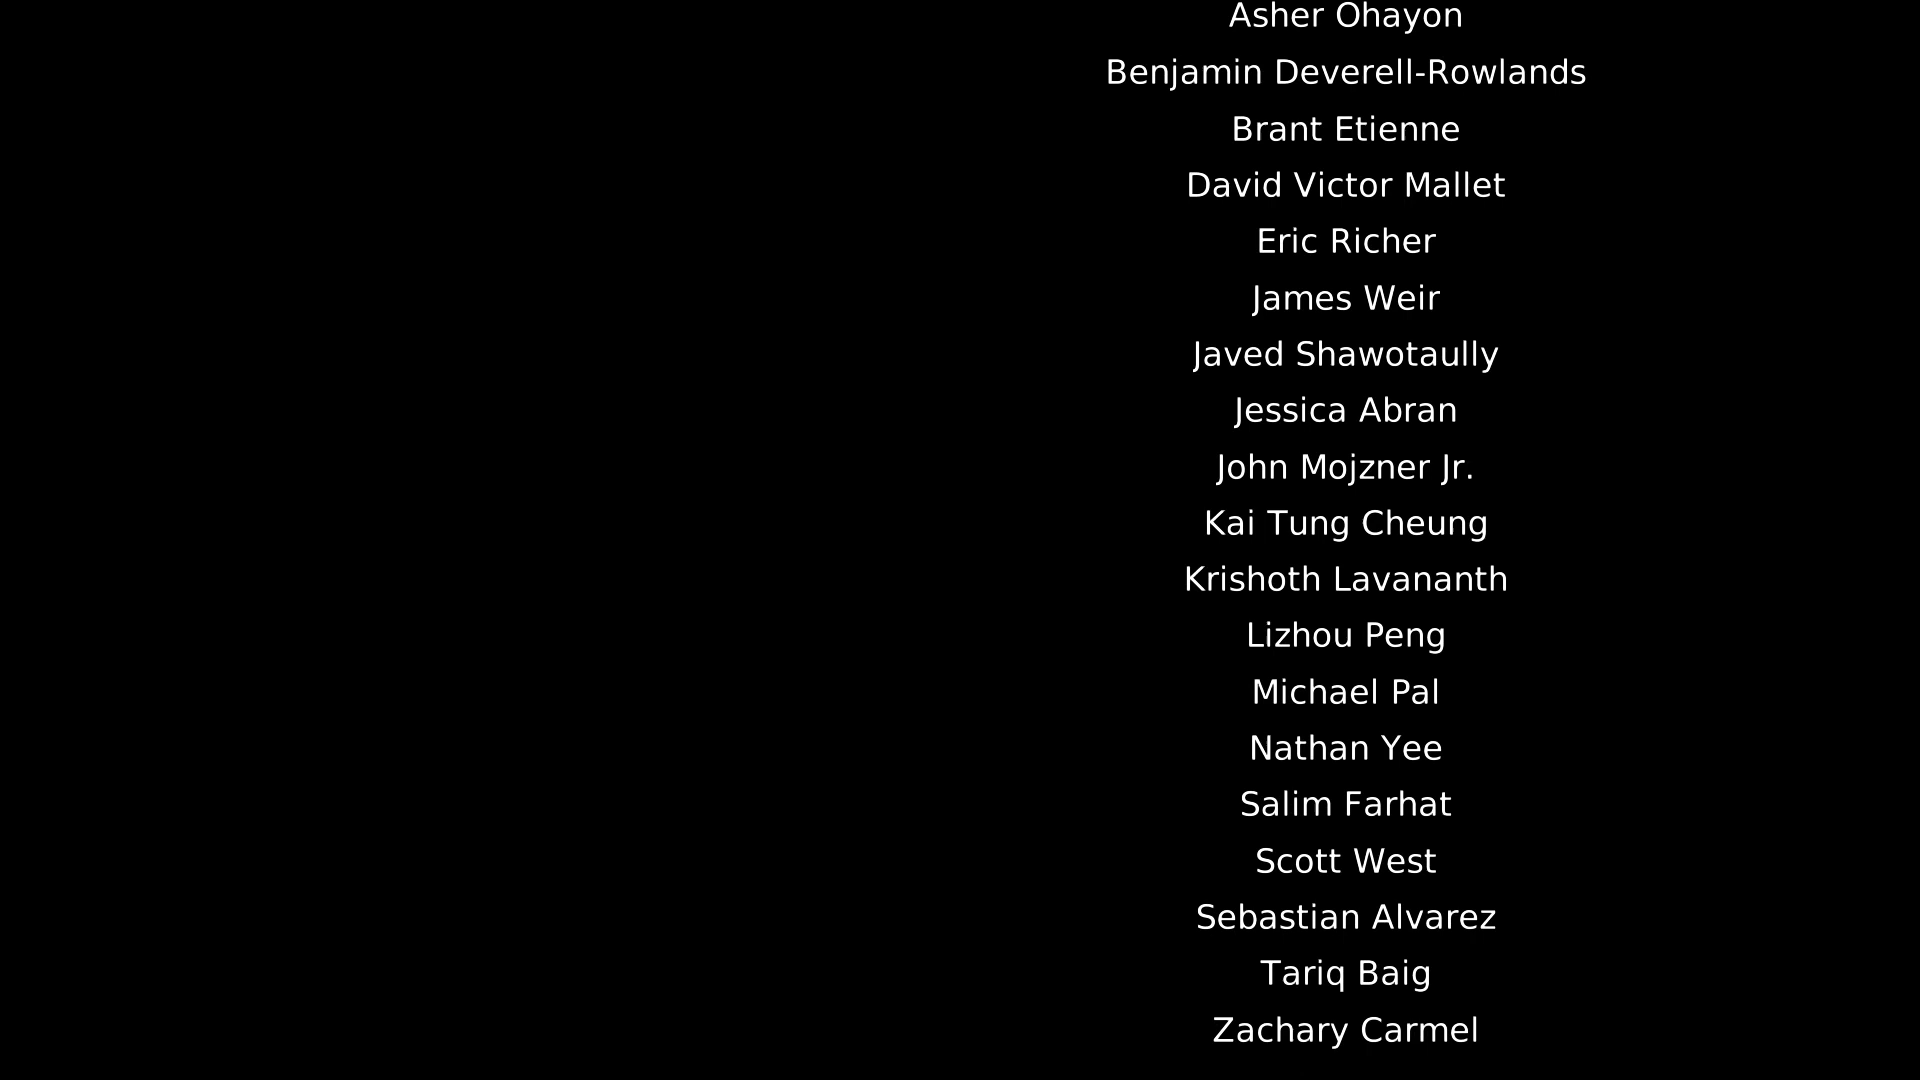 Asher Ohayon
Benjamin Deverell-Rowlands
Brant Etienne
David Victor Mallet
Eric Richer
James Weir
Javed Shawotaully
Jessica Abran
John Mojzner Jr.
Kai Tung Cheung
Krishoth Lavananth
Lizhou Peng
Michael Pal
Nathan Yee
Salim Farhat
Scott West
Sebastian Alvarez
Tariq Baig
Zachary Carmel